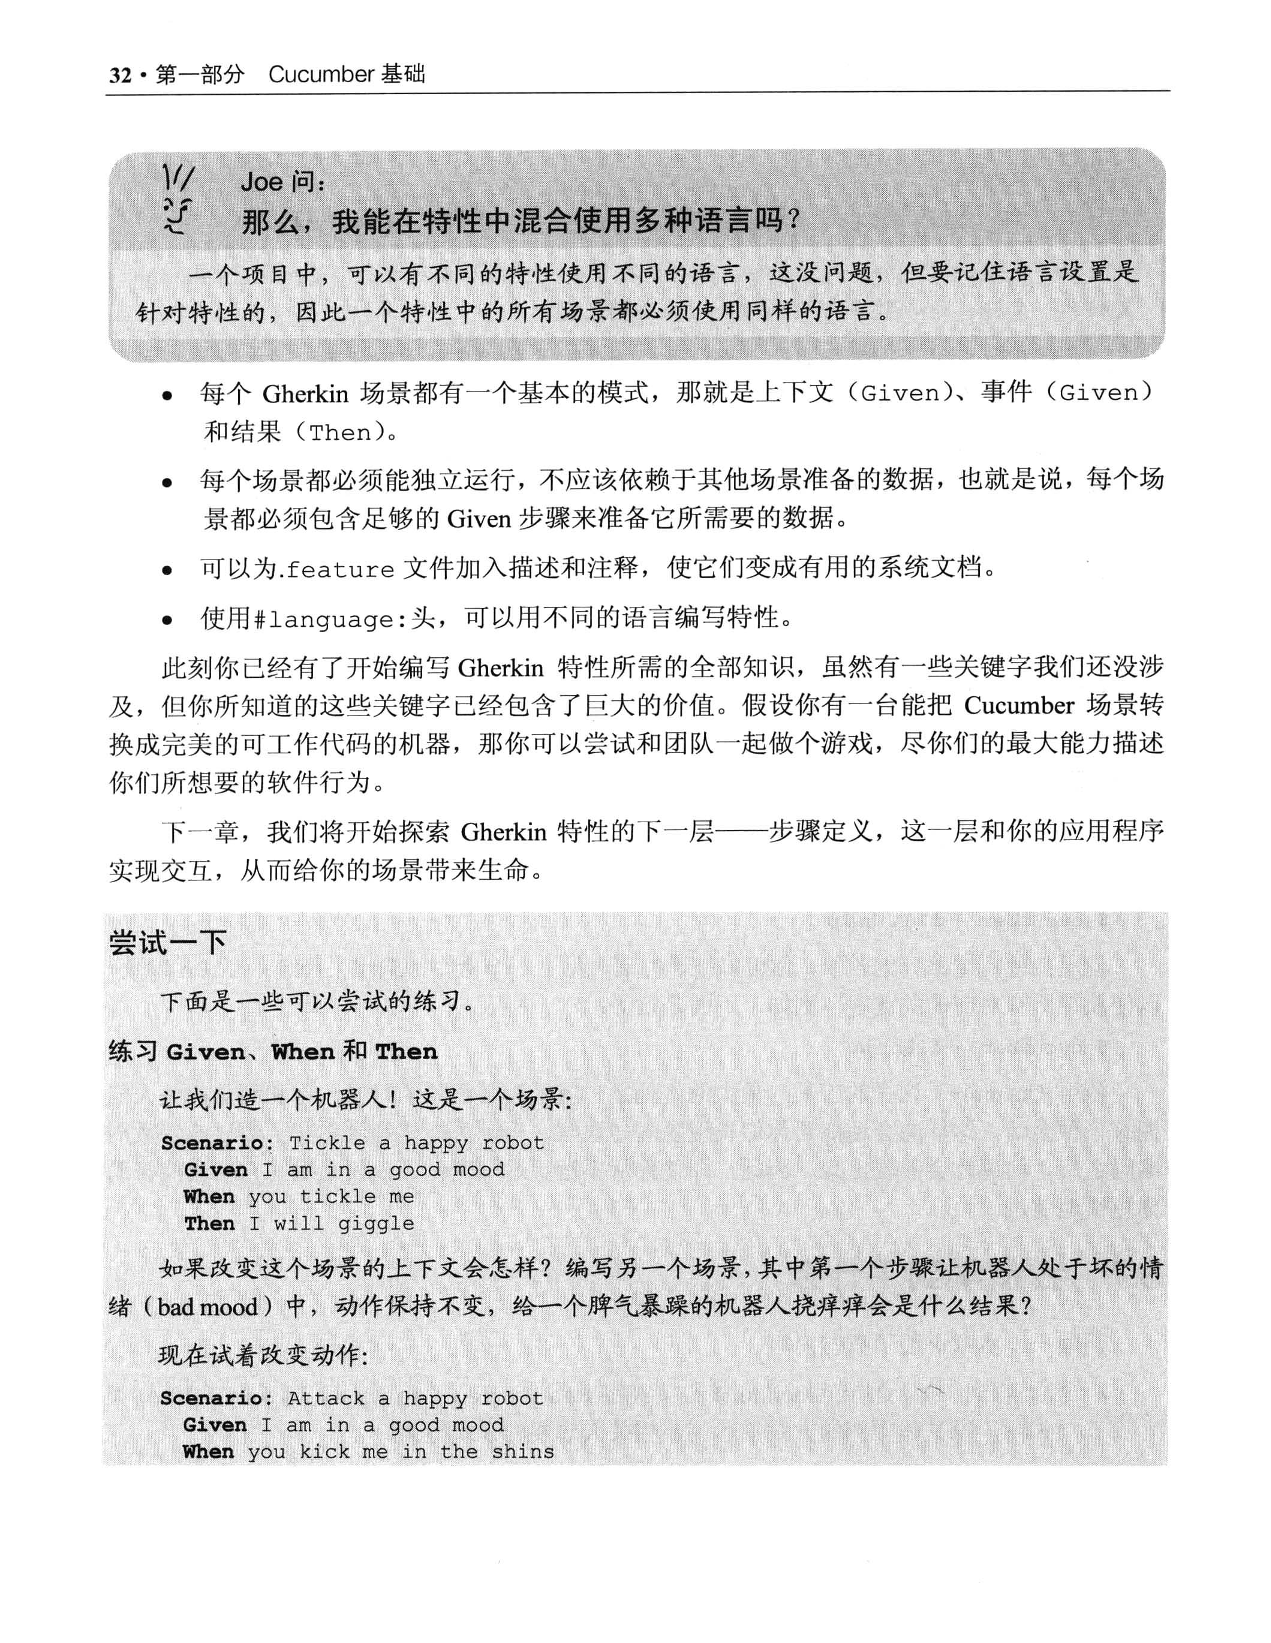 32·第一部分 Cucumber 基础
Joe 问：
那么，我能在特性中混合使用多种语言吗？
一个项目中，可以有不同的特性使用不同的语言，这没问题，但要记住语言设置是
针对特性的，因此一个特性中的所有场景都必须使用同样的语言。
● 每个 Gherkin 场景都有一个基本的模式，那就是上下文（Given）、事件（Given）
和结果（Then）。
● 每个场景都必须能独立运行，不应该依赖于其他场景准备的数据，也就是说，每个场
景都必须包含足够的 Given 步骤来准备它所需要的数据。
● 可以为.feature 文件加入描述和注释，使它们变成有用的系统文档。
● 使用#language:头，可以用不同的语言编写特性。
此刻你已经有了开始编写 Gherkin 特性所需的全部知识，虽然有一些关键字我们还没涉
及，但你所知道的这些关键字已经包含了巨大的价值。假设你有一台能把 Cucumber 场景转
换成完美的可工作代码的机器，那你可以尝试和团队一起做个游戏，尽你们的最大能力描述
你们所想要的软件行为。
下一章，我们将开始探索 Gherkin 特性的下一层——步骤定义，这一层和你的应用程序
实现交互，从而给你的场景带来生命。
尝试一下
下面是一些可以尝试的练习。
练习 Given、When 和 Then
让我们造一个机器人！这是一个场景：
Scenario: Tickle a happy robot
Given I am in a good mood
When you tickle me
Then I will giggle
如果改变这个场景的上下文会怎样？编写另一个场景，其中第一个步骤让机器人处于坏的情
绪（bad mood）中，动作保持不变，给一个脾气暴躁的机器人挠痒痒会是什么结果？
现在试着改变动作：
Scenario: Attack a happy robot
Given I am in a good mood
When you kick me in the shins